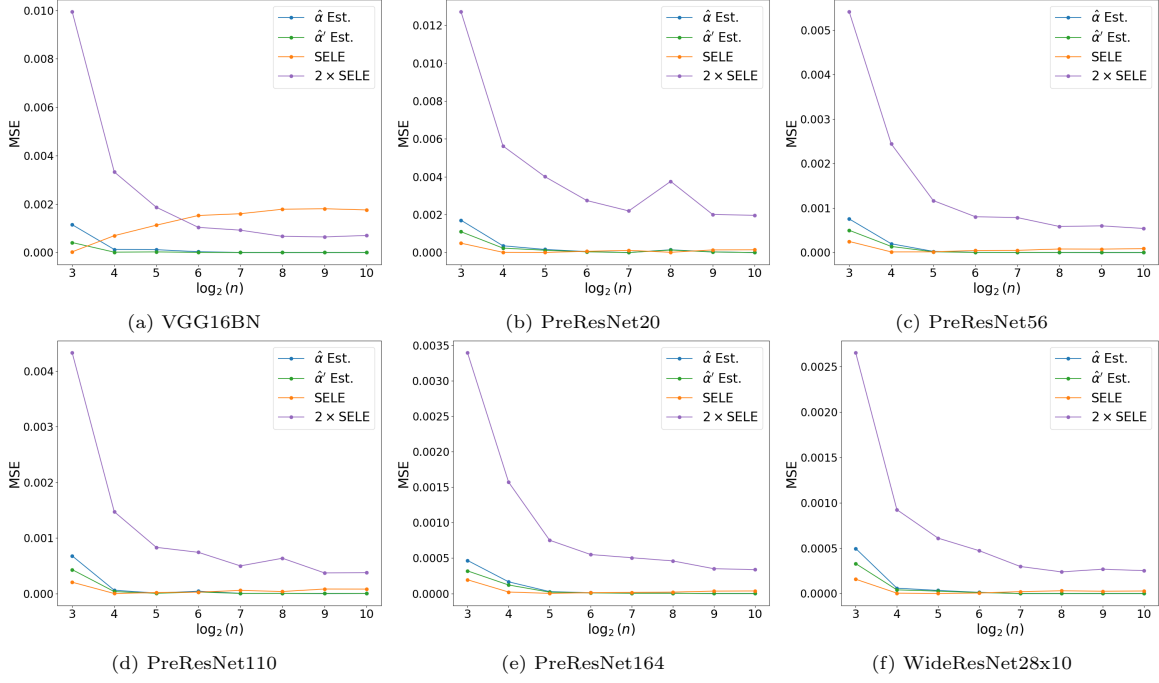 0.010
0.008
0.006
0.004
0.002
0.000
MSE
3 4 5 6 7 8 9 10
log₂(n)
α̂ Est.
α̂′ Est.
SELE
2 × SELE
(a) VGG16BN
0.012
0.010
0.008
0.006
0.004
0.002
0.000
MSE
3 4 5 6 7 8 9 10
log₂(n)
α̂ Est.
α̂′ Est.
SELE
2 × SELE
(b) PreResNet20
0.005
0.004
0.003
0.002
0.001
0.000
MSE
3 4 5 6 7 8 9 10
log₂(n)
α̂ Est.
α̂′ Est.
SELE
2 × SELE
(c) PreResNet56
0.004
0.003
0.002
0.001
0.000
MSE
3 4 5 6 7 8 9 10
log₂(n)
α̂ Est.
α̂′ Est.
SELE
2 × SELE
(d) PreResNet110
0.0035
0.0030
0.0025
0.0020
0.0015
0.0010
0.0005
0.0000
MSE
3 4 5 6 7 8 9 10
log₂(n)
α̂ Est.
α̂′ Est.
SELE
2 × SELE
(e) PreResNet164
0.0025
0.0020
0.0015
0.0010
0.0005
0.0000
MSE
3 4 5 6 7 8 9 10
log₂(n)
α̂ Est.
α̂′ Est.
SELE
2 × SELE
(f) WideResNet28x10